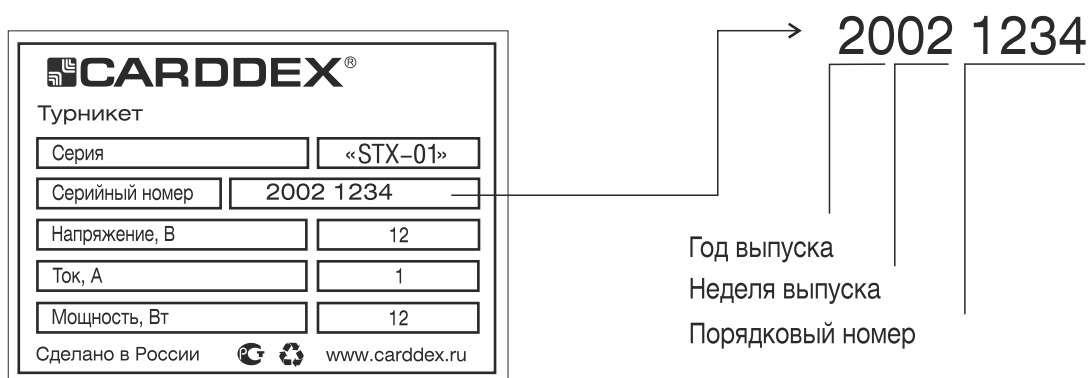 CARDDEX®
Турникет
Серия «STX-01»
Серийный номер 2002 1234
Напряжение, В 12
Ток, А 1
Мощность, Вт 12
Сделано в России РСТ www.carddex.ru
2002 1234
Год выпуска
Неделя выпуска
Порядковый номер